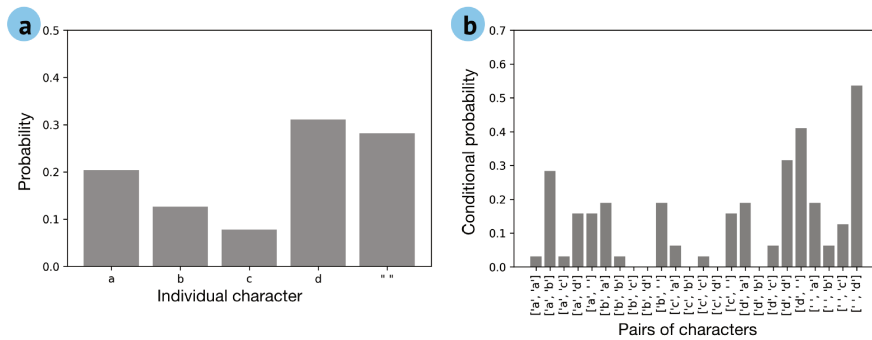 a
0.5
0.4
0.3
0.2
0.1
0.0
Probability
a b c d " "
Individual character
b
0.7
0.6
0.5
0.4
0.3
0.2
0.1
0.0
Conditional probability
['a', 'a']
['a', 'b']
['a', 'c']
['a', 'd']
['a', ' ']
['b', 'a']
['b', 'b']
['b', 'c']
['b', 'd']
['b', ' ']
['c', 'a']
['c', 'b']
['c', 'c']
['c', 'd']
['c', ' ']
['d', 'a']
['d', 'b']
['d', 'c']
['d', 'd']
['d', ' ']
[' ', 'a']
[' ', 'b']
[' ', 'c']
[' ', 'd']
Pairs of characters